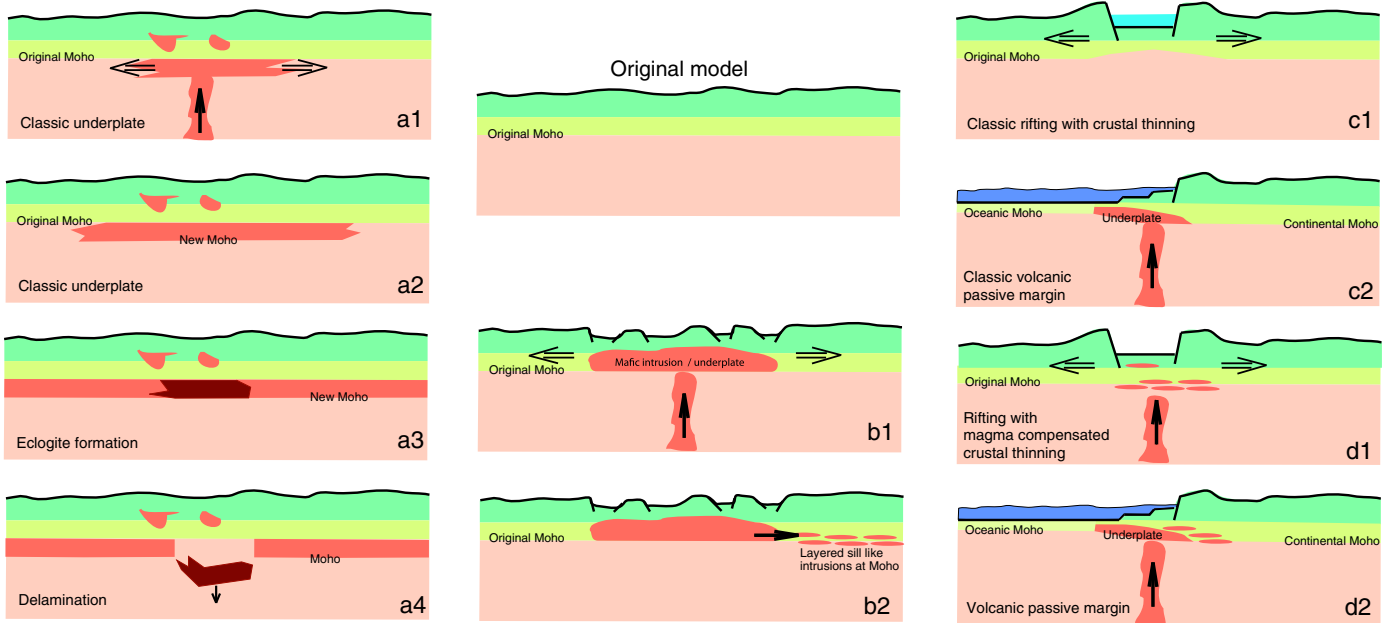 Original Moho
Classic underplate
a1
Original Moho
New Moho
Classic underplate
a2
New Moho
Eclogite formation
a3
Moho
Delamination
a4
Original model
Original Moho
Mafic intrusion / underplate
Original Moho
b1
Original Moho
Layered sill like
intrusions at Moho
b2
Original Moho
Classic rifting with crustal thinning
c1
Oceanic Moho
Underplate
Continental Moho
Classic volcanic
passive margin
c2
Original Moho
Rifting with
magma compensated
crustal thinning
d1
Oceanic Moho
Underplate
Continental Moho
Volcanic passive margin
d2